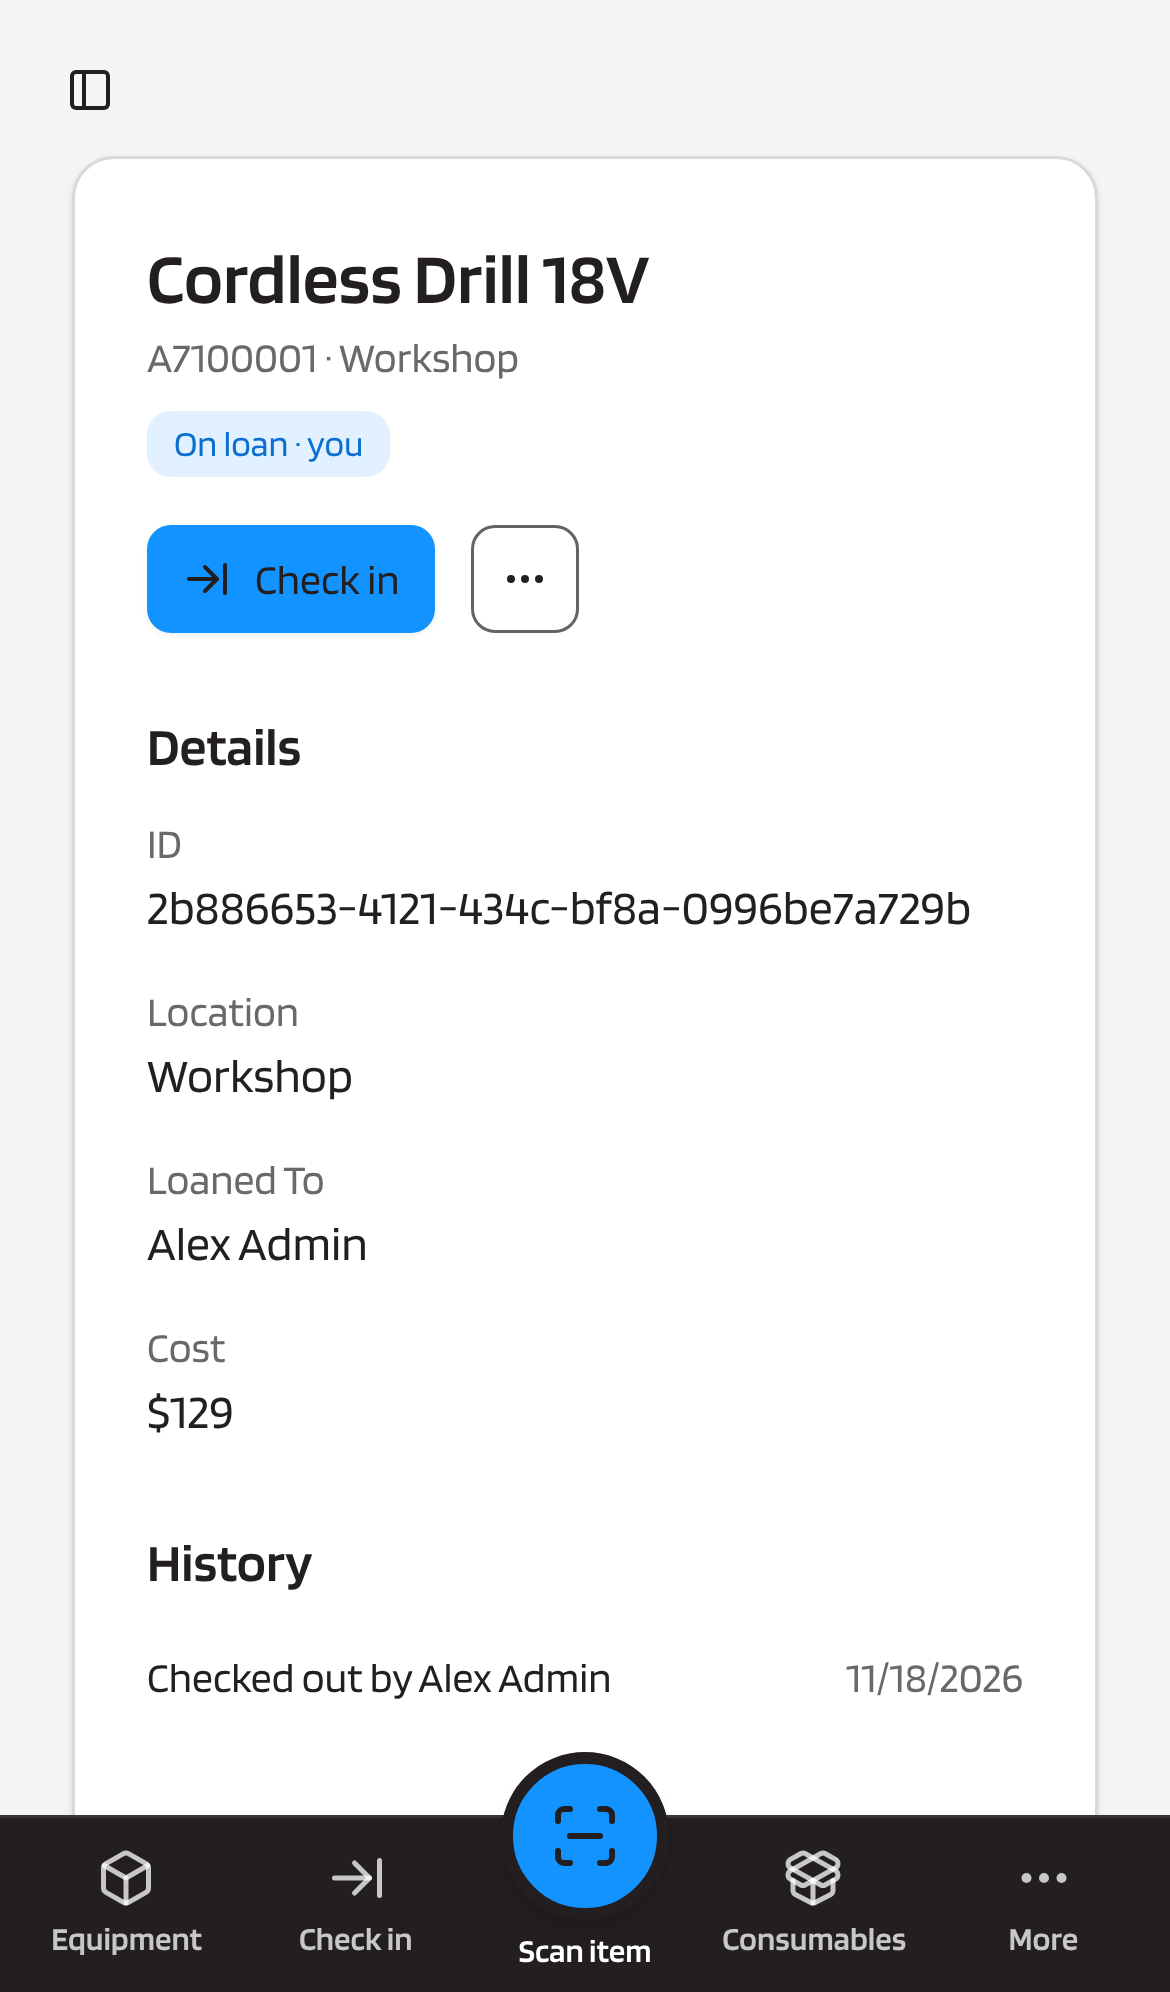 Cordless Drill 18V
A7100001 · Workshop
On loan · you
Check in
Details
ID
2b886653-4121-434c-bf8a-0996be7a729b
Location
Workshop
Loaned To
Alex Admin
Cost
$129
History
Checked out by Alex Admin 11/18/2026
Equipment Check in Scan item Consumables More